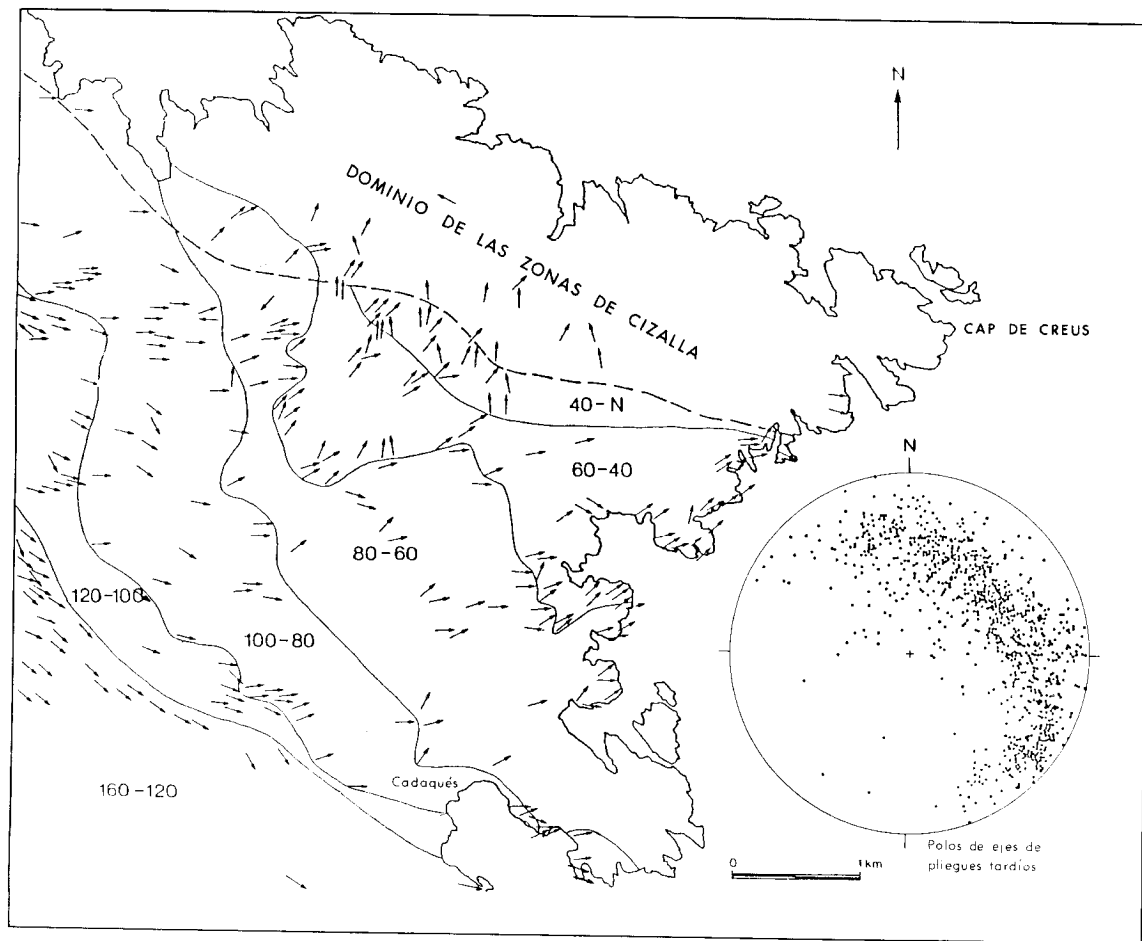 N
DOMINIO DE LAS ZONAS DE CIZALLA
CAP DE CREUS
40-N
60-40
N
80-60
120-100
100-80
160-120
Cadaqués
0 1km
Polos de ejes de
pliegues tardíos